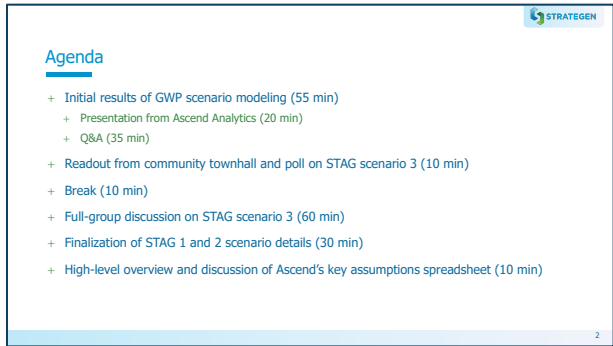 STRATEGEN
Agenda
+ Initial results of GWP scenario modeling (55 min)
+ Presentation from Ascend Analytics (20 min)
+ Q&A (35 min)
+ Readout from community townhall and poll on STAG scenario 3 (10 min)
+ Break (10 min)
+ Full-group discussion on STAG scenario 3 (60 min)
+ Finalization of STAG 1 and 2 scenario details (30 min)
+ High-level overview and discussion of Ascend's key assumptions spreadsheet (10 min)
2